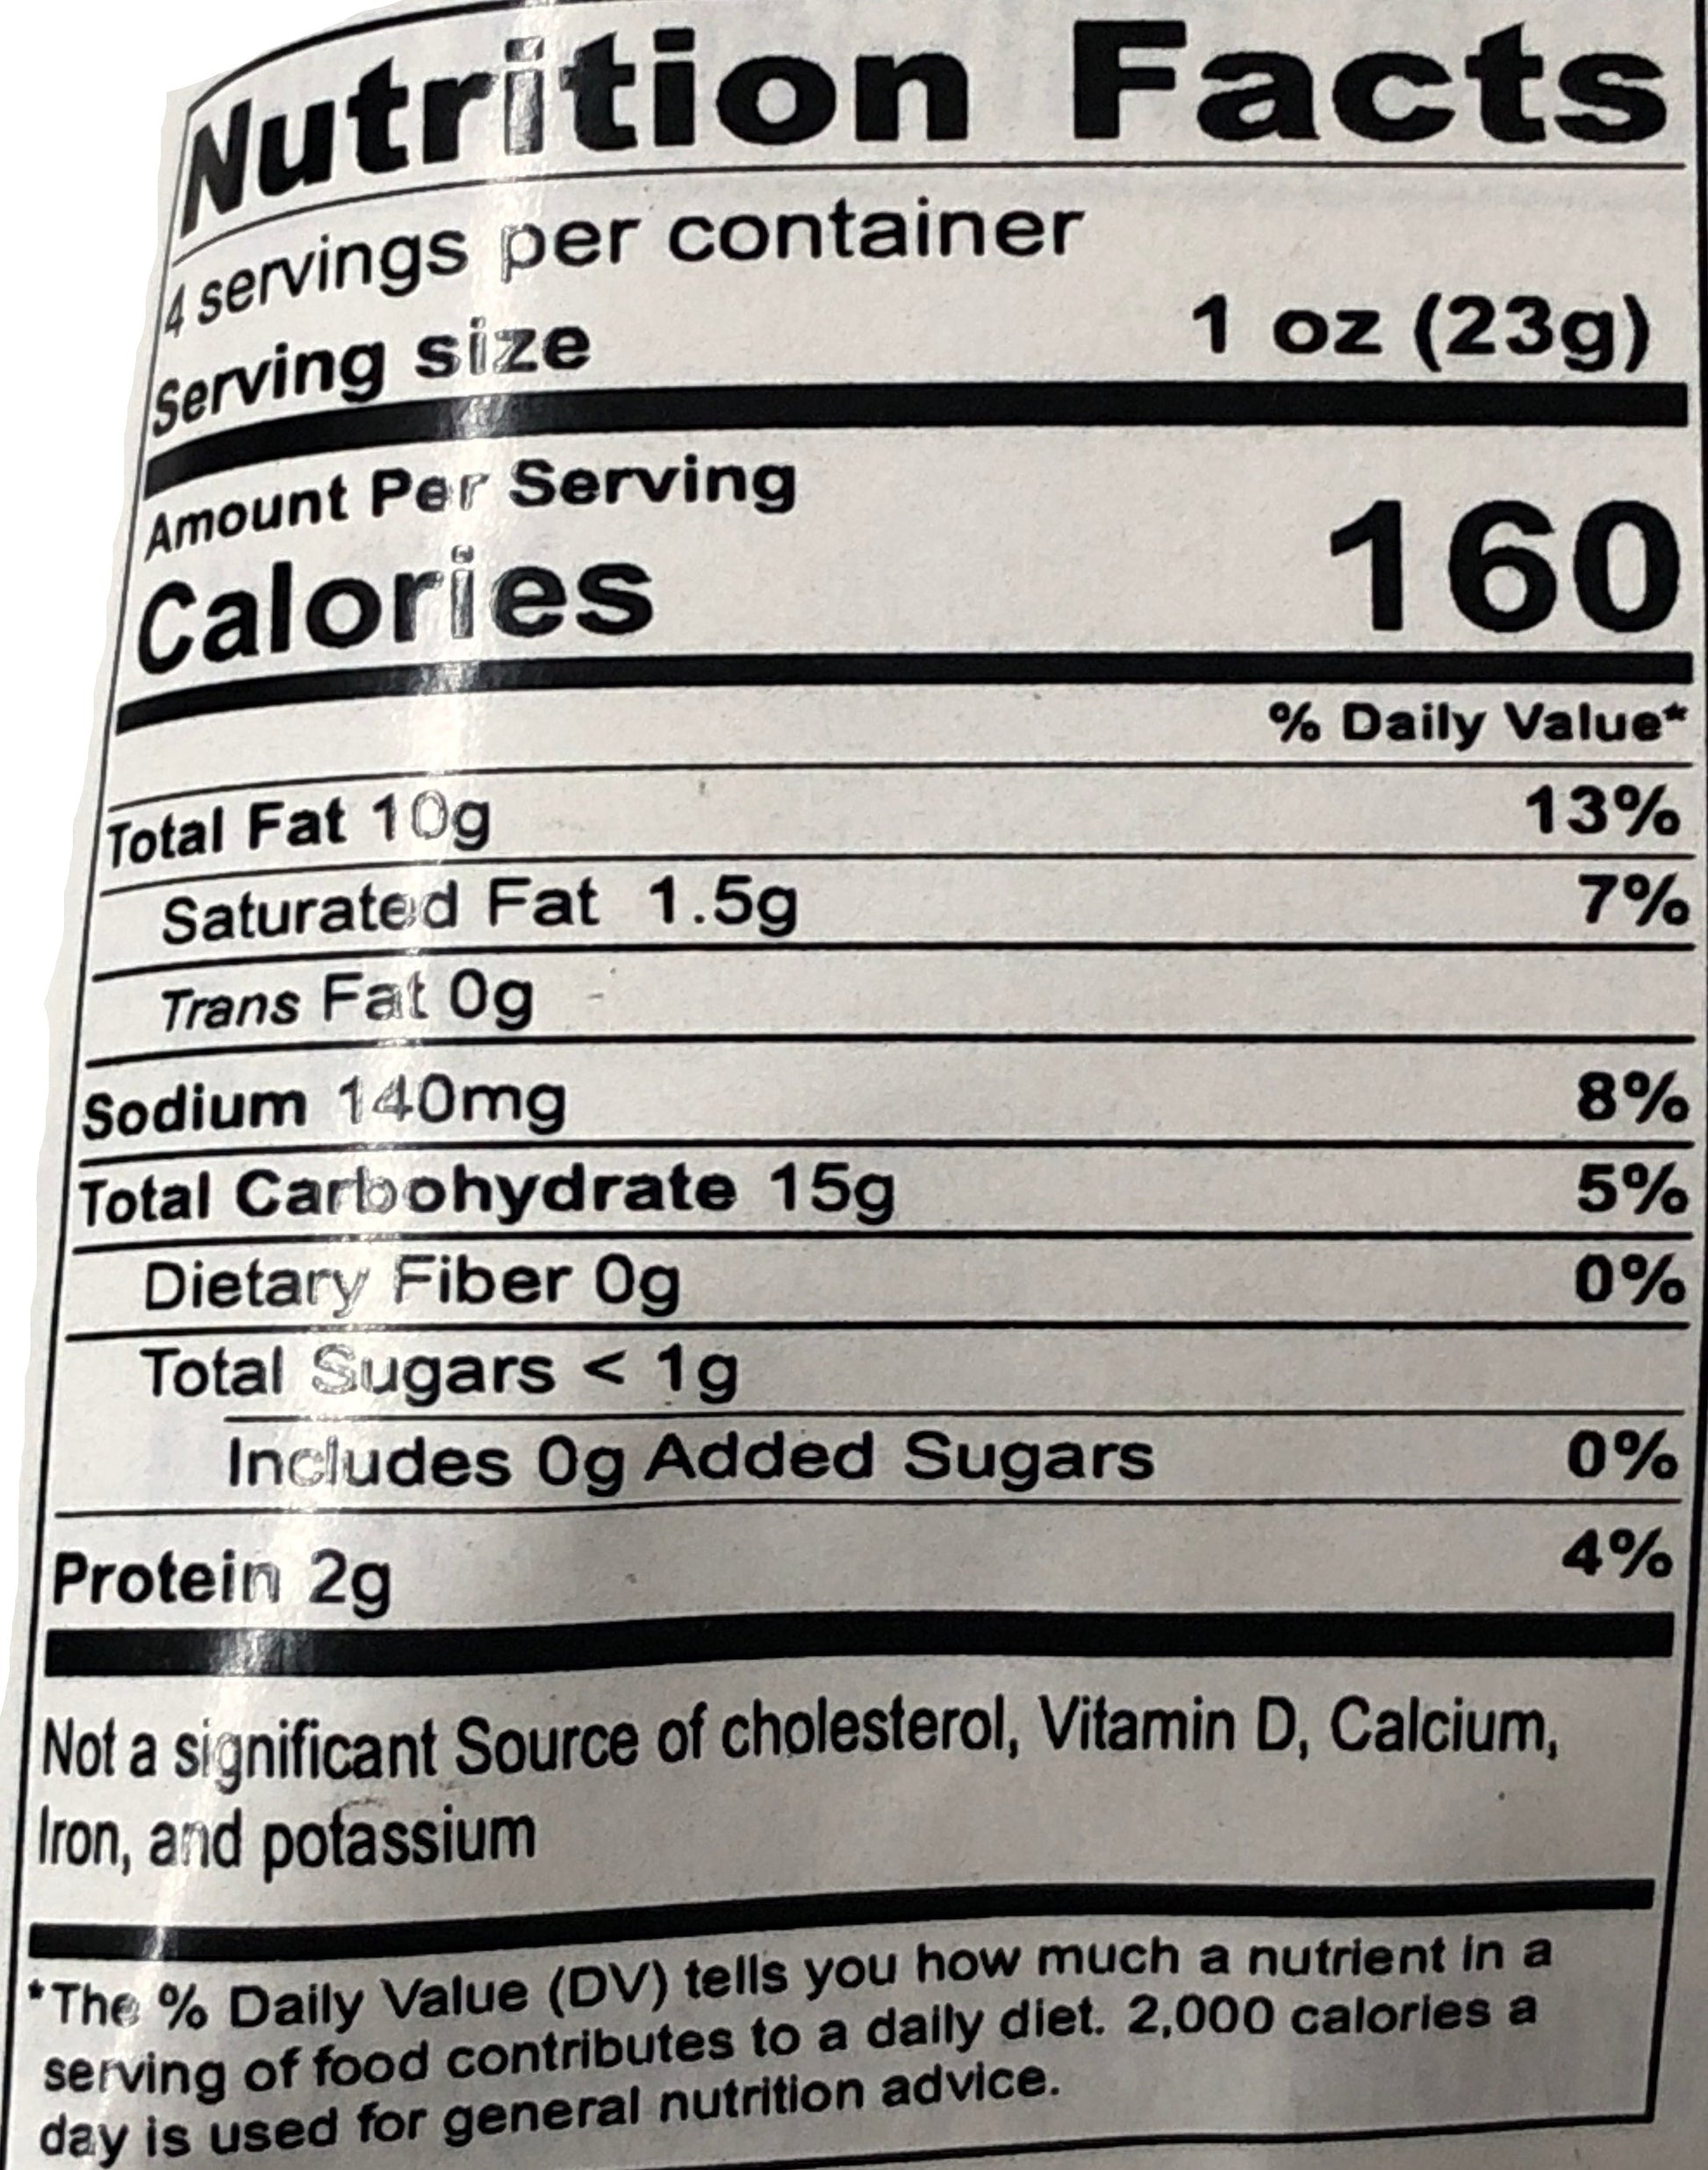 Nutrition Facts
4 servings per container
Serving size 1 oz (23g)
Amount Per Serving
Calories 160
% Daily Value*
Total Fat 10g 13%
Saturated Fat 1.5g 7%
Trans Fat 0g
Sodium 140mg 8%
Total Carbohydrate 15g 5%
Dietary Fiber 0g 0%
Total Sugars < 1g
Includes 0g Added Sugars 0%
Protein 2g 4%
Not a significant Source of cholesterol, Vitamin D, Calcium,
Iron, and potassium
*The % Daily Value (DV) tells you how much a nutrient in a
serving of food contributes to a daily diet. 2,000 calories a
day is used for general nutrition advice.